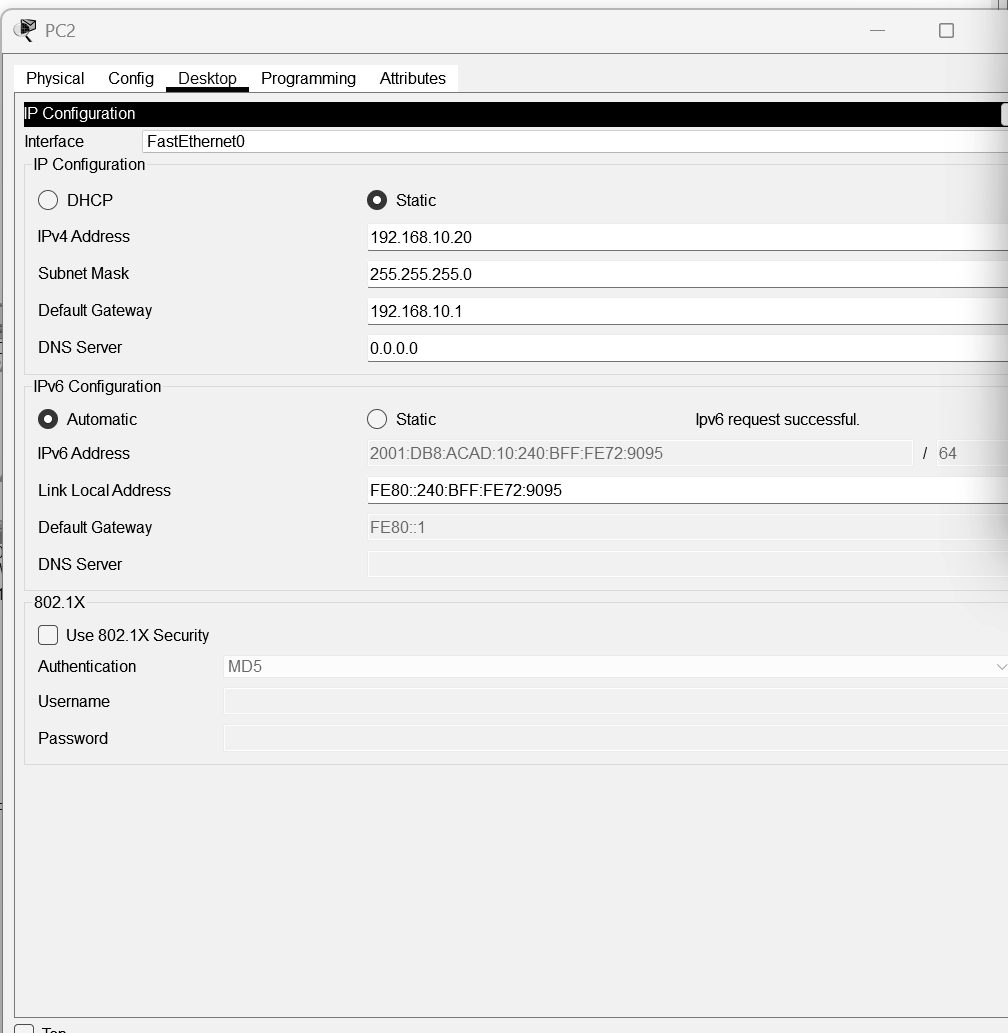 PC2
Physical Config Desktop Programming Attributes
IP Configuration
Interface FastEthernet0
IP Configuration
DHCP Static
IPv4 Address 192.168.10.20
Subnet Mask 255.255.255.0
Default Gateway 192.168.10.1
DNS Server 0.0.0.0
IPv6 Configuration
Automatic Static Ipv6 request successful.
IPv6 Address 2001:DB8:ACAD:10:240:BFF:FE72:9095 / 64
Link Local Address FE80::240:BFF:FE72:9095
Default Gateway FE80::1
DNS Server
802.1X
Use 802.1X Security
Authentication MD5
Username
Password
Top